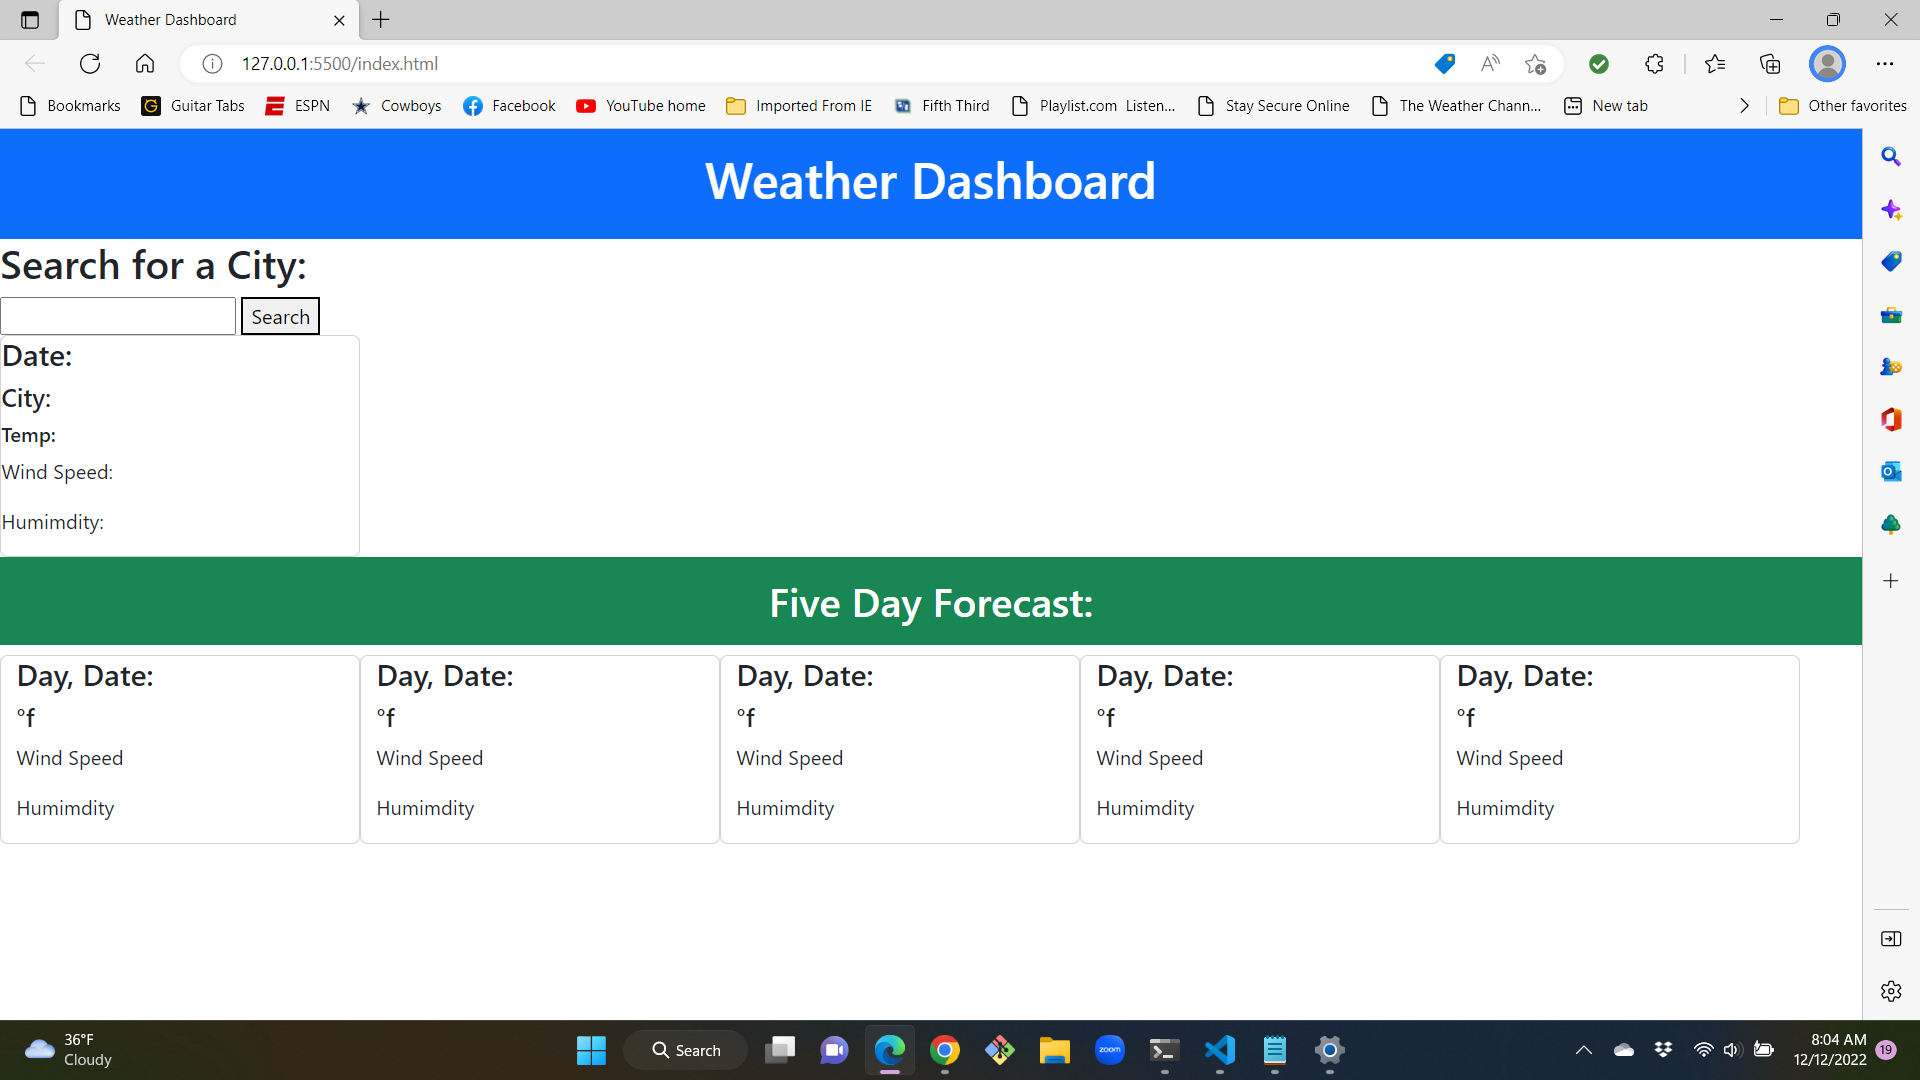 Weather Dashboard
127.0.0.1:5500/index.html
Bookmarks Guitar Tabs ESPN Cowboys Facebook YouTube home Imported From IE Fifth Third Playlist.com Listen... Stay Secure Online The Weather Chann... New tab Other favorites
Weather Dashboard
Search for a City:
Search
Date:
City:
Temp:
Wind Speed:
Humimdity:
Five Day Forecast:
Day, Date: Day, Date: Day, Date: Day, Date: Day, Date:
°f °f °f °f °f
Wind Speed Wind Speed Wind Speed Wind Speed Wind Speed
Humimdity Humimdity Humimdity Humimdity Humimdity
36°F
Cloudy
Search
zoom
8:04 AM
12/12/2022
19